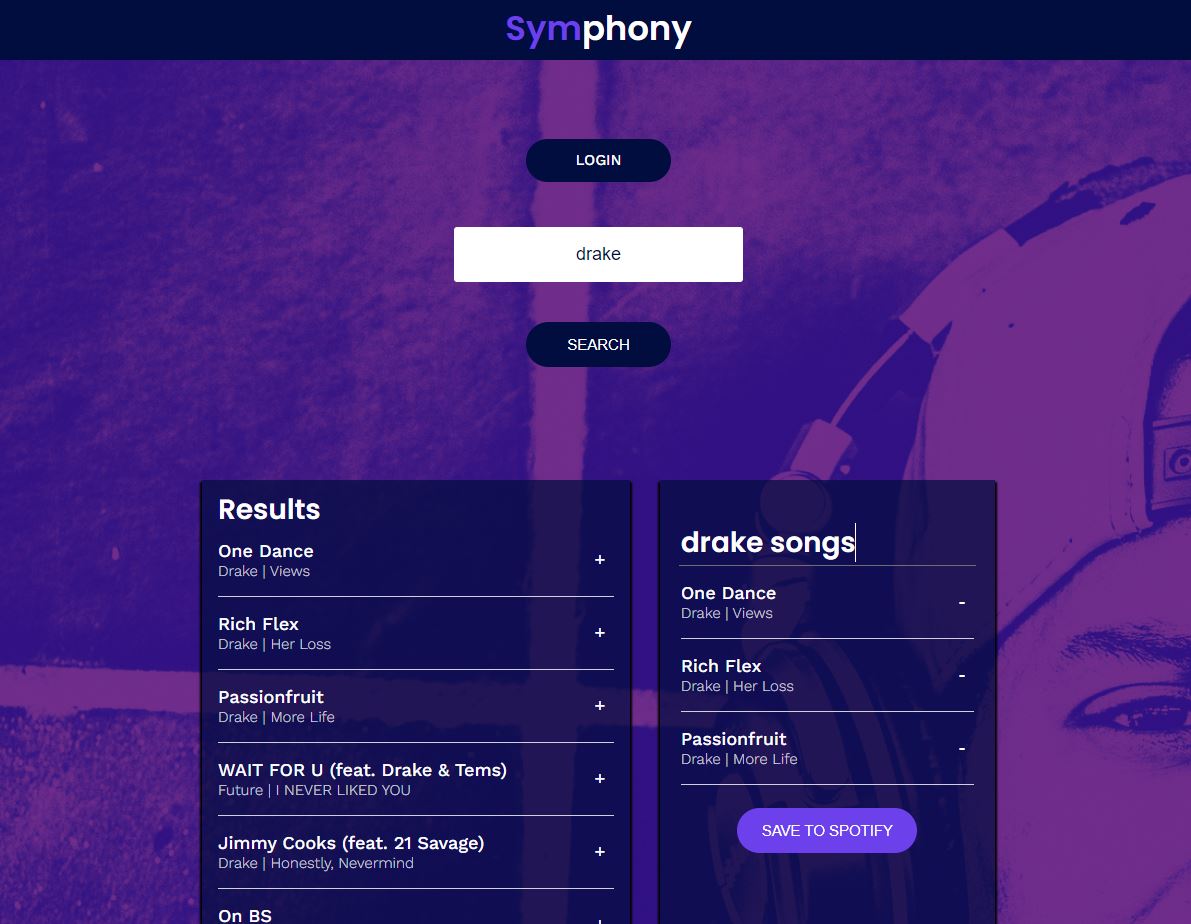 Symphony
LOGIN
drake
SEARCH
Results
One Dance
Drake | Views
+
Rich Flex
Drake | Her Loss
+
Passionfruit
Drake | More Life
+
WAIT FOR U (feat. Drake & Tems)
Future | I NEVER LIKED YOU
+
Jimmy Cooks (feat. 21 Savage)
Drake | Honestly, Nevermind
+
On BS
+
drake songs
One Dance
Drake | Views
-
Rich Flex
Drake | Her Loss
-
Passionfruit
Drake | More Life
-
SAVE TO SPOTIFY